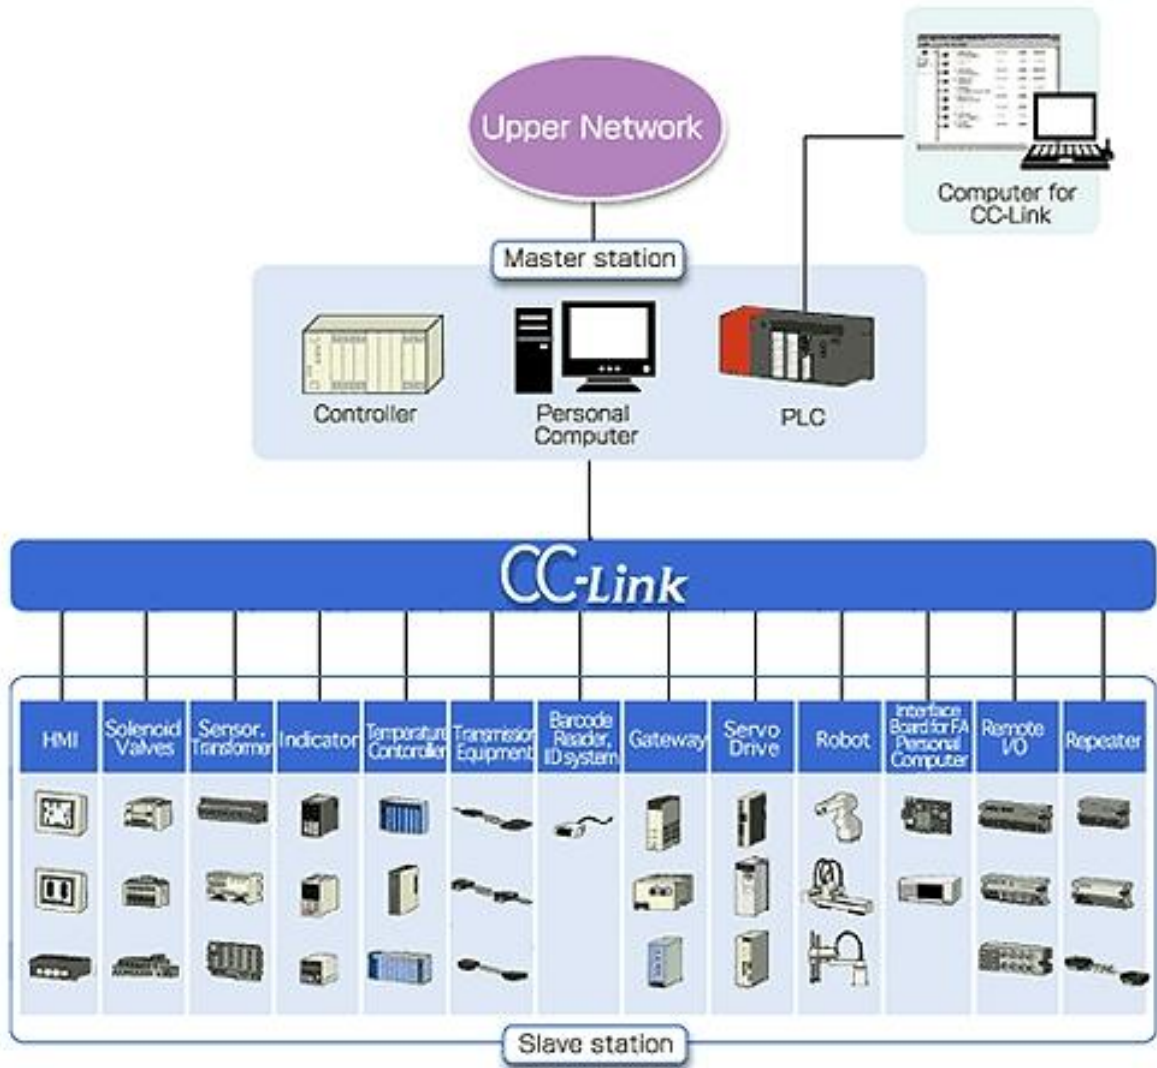 Upper Network
Computer for
CC-Link
Master station
Controller
Personal
Computer
PLC
CC-Link
HMI
Solenoid
Valves
Sensor.
Transformer
Indicator
Temperature
Contoroller
Transmission
Equipment
Barcode
Reader,
ID system
Gateway
Servo
Drive
Robot
Interface
Board for FA
Personal
Computer
Remote
I/O
Repeater
Slave station